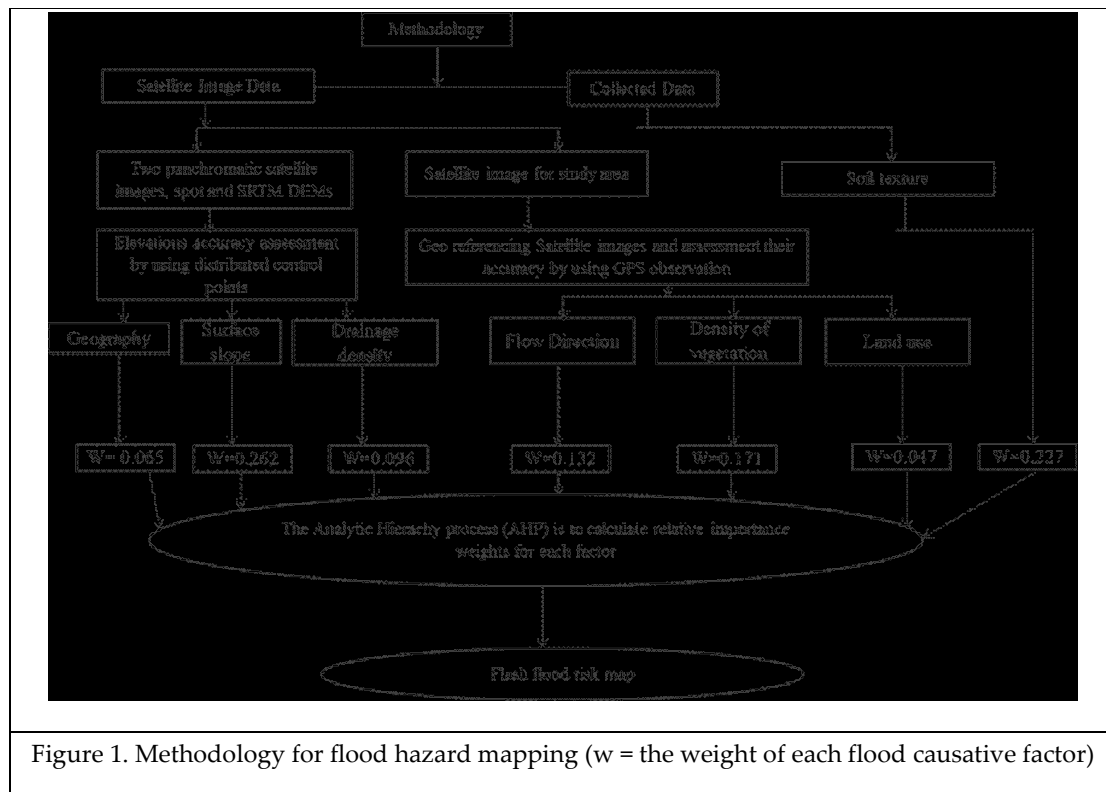 Methodology
Satellite Image Data
Collected Data
Two panchromatic satellite
images, spot and SRTM DEMs
Satellite image for study area
Soil texture
Elevations accuracy assessment
by using distributed control
points
Geo referencing Satellite images and assessment their
accuracy by using GPS observation
Geography
Surface
slope
Drainage
density
Flow Direction
Density of
vegetation
Land use
W= 0.065
W=0.262
W=0.096
W=0.132
W=0.171
W=0.047
W=0.227
The Analytic Hierachy process (AHP) is to calculate relative importance
weights for each factor
Flash flood risk map
Figure 1. Methodology for flood hazard mapping (w = the weight of each flood causative factor)